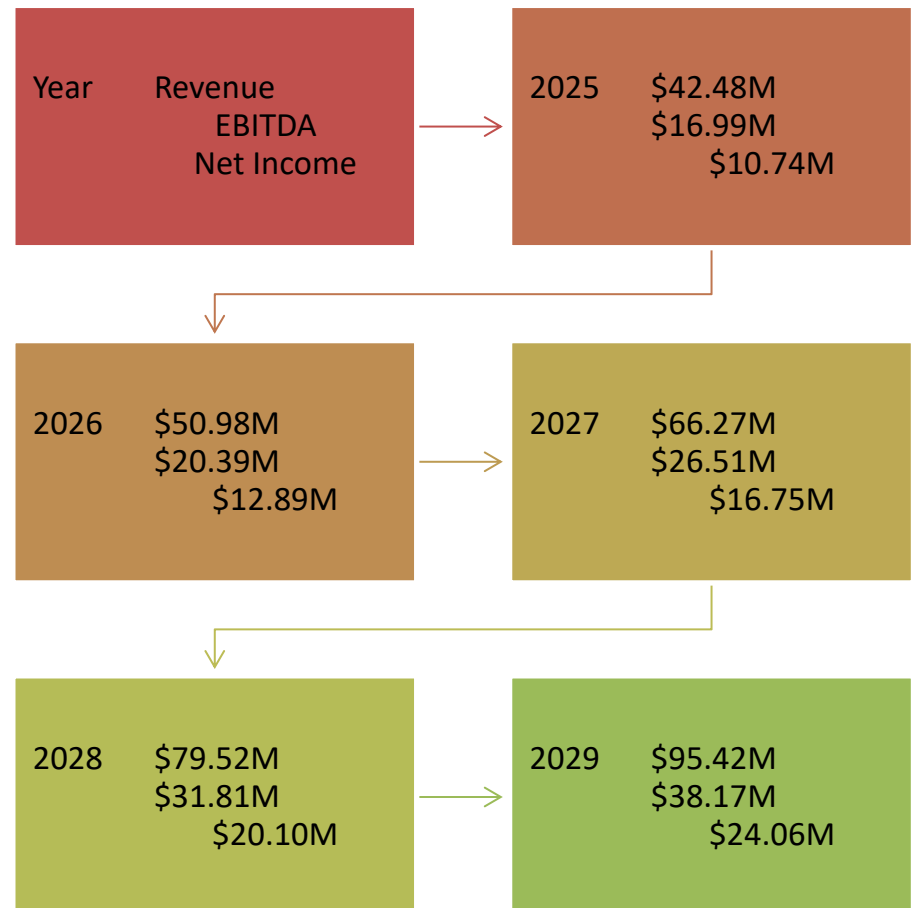 Year Revenue
EBITDA
Net Income
2025 $42.48M
$16.99M
$10.74M
2026 $50.98M
$20.39M
$12.89M
2027 $66.27M
$26.51M
$16.75M
2028 $79.52M
$31.81M
$20.10M
2029 $95.42M
$38.17M
$24.06M